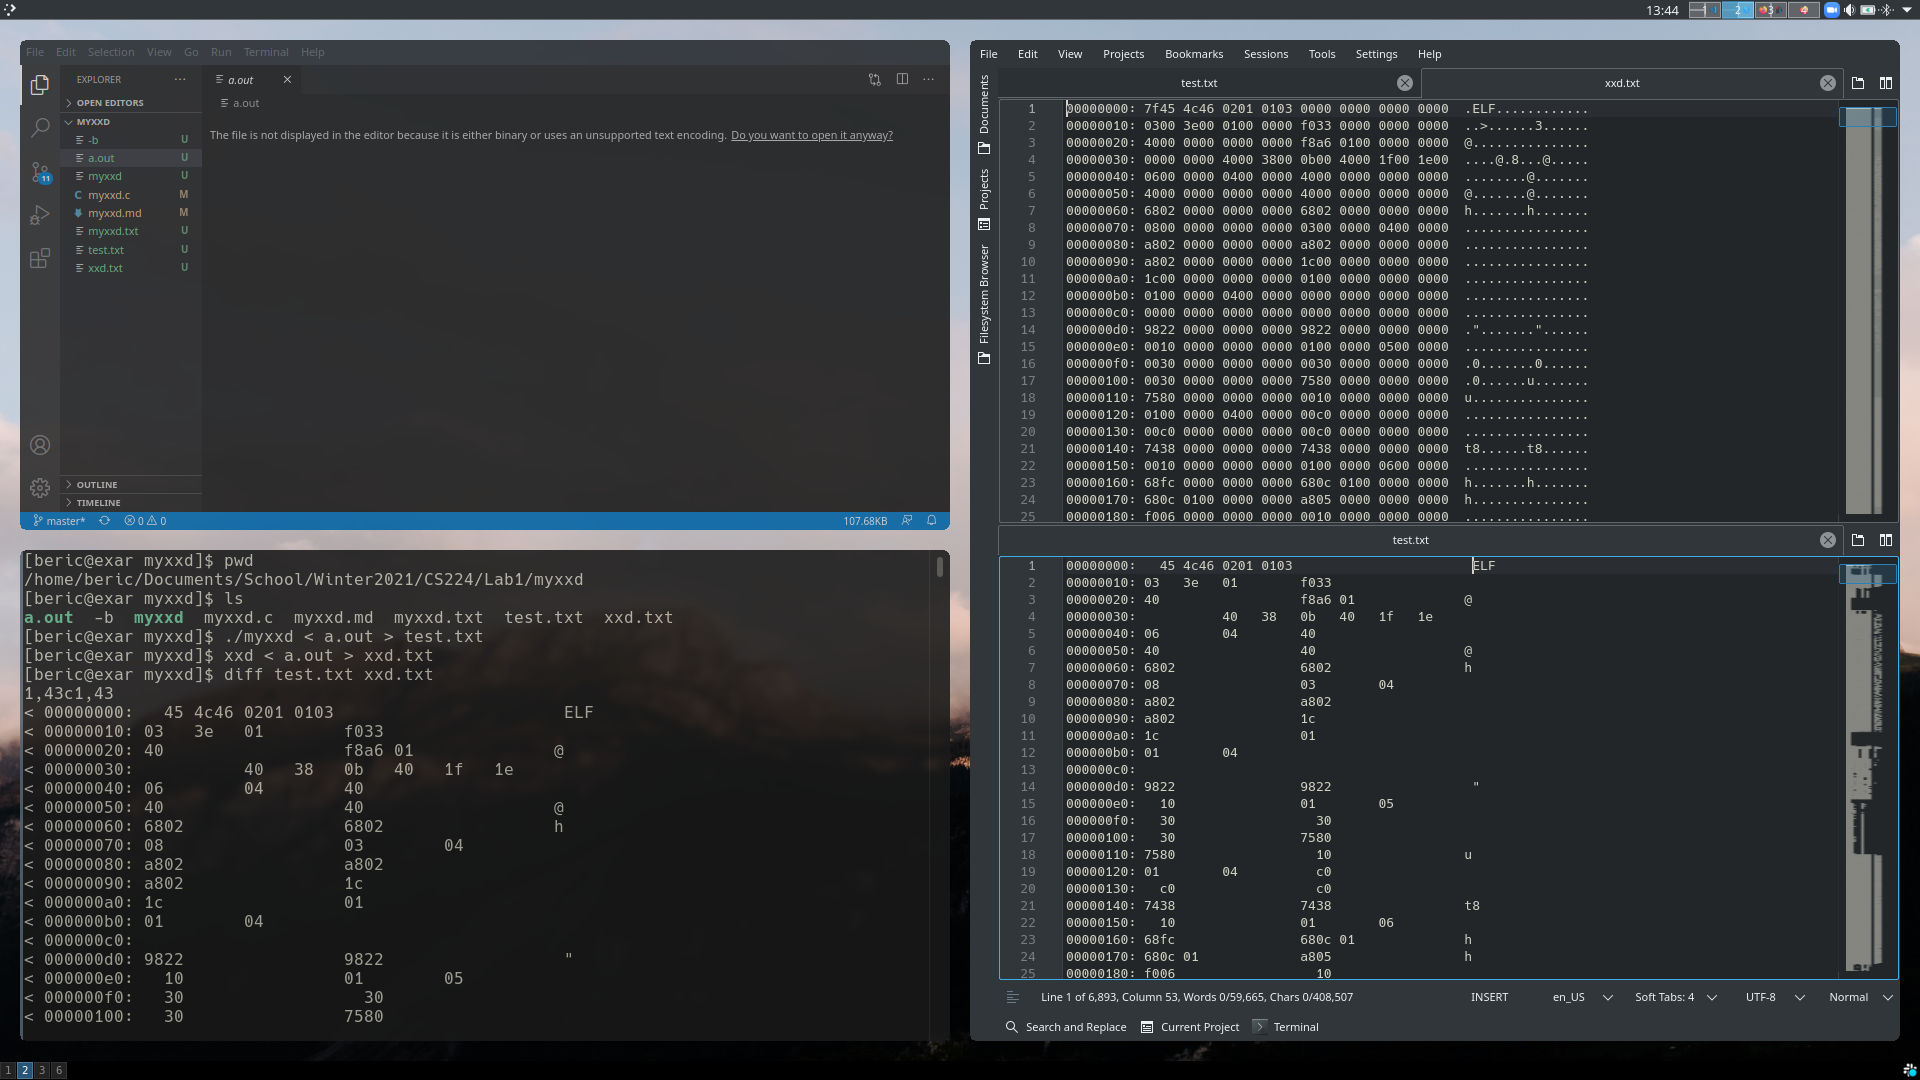 13:44 1 2 3 4
File Edit Selection View Go Run Terminal Help
EXPLORER
a.out
OPEN EDITORS
a.out
MYXXD
-b U
The file is not displayed in the editor because it is either binary or uses an unsupported text encoding. Do you want to open it anyway?
a.out U
myxxd U
11
myxxd.c M
myxxd.md M
myxxd.txt U
test.txt U
xxd.txt U
OUTLINE
TIMELINE
master* 0 0 107.68KB
[beric@exar myxxd]$ pwd
/home/beric/Documents/School/Winter2021/CS224/Lab1/myxxd
[beric@exar myxxd]$ ls
a.out -b myxxd myxxd.c myxxd.md myxxd.txt test.txt xxd.txt
[beric@exar myxxd]$ ./myxxd < a.out > test.txt
[beric@exar myxxd]$ xxd < a.out > xxd.txt
[beric@exar myxxd]$ diff test.txt xxd.txt
1,43c1,43
< 00000000:   45 4c46 0201 0103                       ELF
< 00000010: 03   3e   01        f033
< 00000020: 40                  f8a6 01              @
< 00000030:           40   38   0b   40   1f   1e
< 00000040: 06        04        40
< 00000050: 40                  40                   @
< 00000060: 6802                6802                 h
< 00000070: 08                  03        04
< 00000080: a802                a802
< 00000090: a802                1c
< 000000a0: 1c                  01
< 000000b0: 01        04
< 000000c0:
< 000000d0: 9822                9822                  "
< 000000e0:   10                01        05
< 000000f0:   30                  30
< 00000100:   30                7580
File Edit View Projects Bookmarks Sessions Tools Settings Help
Documents
Projects
Filesystem Browser
test.txt xxd.txt
1 00000000: 7f45 4c46 0201 0103 0000 0000 0000 0000  .ELF............
2 00000010: 0300 3e00 0100 0000 f033 0000 0000 0000  ..>......3......
3 00000020: 4000 0000 0000 0000 f8a6 0100 0000 0000  @...............
4 00000030: 0000 0000 4000 3800 0b00 4000 1f00 1e00  ....@.8...@.....
5 00000040: 0600 0000 0400 0000 4000 0000 0000 0000  ........@.......
6 00000050: 4000 0000 0000 0000 4000 0000 0000 0000  @.......@.......
7 00000060: 6802 0000 0000 0000 6802 0000 0000 0000  h.......h.......
8 00000070: 0800 0000 0000 0000 0300 0000 0400 0000  ................
9 00000080: a802 0000 0000 0000 a802 0000 0000 0000  ................
10 00000090: a802 0000 0000 0000 1c00 0000 0000 0000  ................
11 000000a0: 1c00 0000 0000 0000 0100 0000 0000 0000  ................
12 000000b0: 0100 0000 0400 0000 0000 0000 0000 0000  ................
13 000000c0: 0000 0000 0000 0000 0000 0000 0000 0000  ................
14 000000d0: 9822 0000 0000 0000 9822 0000 0000 0000  ."......."......
15 000000e0: 0010 0000 0000 0000 0100 0000 0500 0000  ................
16 000000f0: 0030 0000 0000 0000 0030 0000 0000 0000  .0.......0......
17 00000100: 0030 0000 0000 0000 7580 0000 0000 0000  .0......u.......
18 00000110: 7580 0000 0000 0000 0010 0000 0000 0000  u...............
19 00000120: 0100 0000 0400 0000 00c0 0000 0000 0000  ................
20 00000130: 00c0 0000 0000 0000 00c0 0000 0000 0000  ................
21 00000140: 7438 0000 0000 0000 7438 0000 0000 0000  t8......t8......
22 00000150: 0010 0000 0000 0000 0100 0000 0600 0000  ................
23 00000160: 68fc 0000 0000 0000 680c 0100 0000 0000  h.......h.......
24 00000170: 680c 0100 0000 0000 a805 0000 0000 0000  h...............
25 00000180: f006 0000 0000 0000 0010 0000 0000 0000  ................
test.txt
1 00000000:   45 4c46 0201 0103                       ELF
2 00000010: 03   3e   01        f033
3 00000020: 40                  f8a6 01              @
4 00000030:           40   38   0b   40   1f   1e
5 00000040: 06        04        40
6 00000050: 40                  40                   @
7 00000060: 6802                6802                 h
8 00000070: 08                  03        04
9 00000080: a802                a802
10 00000090: a802                1c
11 000000a0: 1c                  01
12 000000b0: 01        04
13 000000c0:
14 000000d0: 9822                9822                  "
15 000000e0:   10                01        05
16 000000f0:   30                  30
17 00000100:   30                7580
18 00000110: 7580                  10                 u
19 00000120: 01        04          c0
20 00000130:   c0                  c0
21 00000140: 7438                7438                 t8
22 00000150:   10                01        06
23 00000160: 68fc                680c 01              h
24 00000170: 680c 01             a805                 h
25 00000180: f006                  10
Line 1 of 6,893, Column 53, Words 0/59,665, Chars 0/408,507 INSERT en_US Soft Tabs: 4 UTF-8 Normal
Search and Replace Current Project Terminal
1 2 3 6